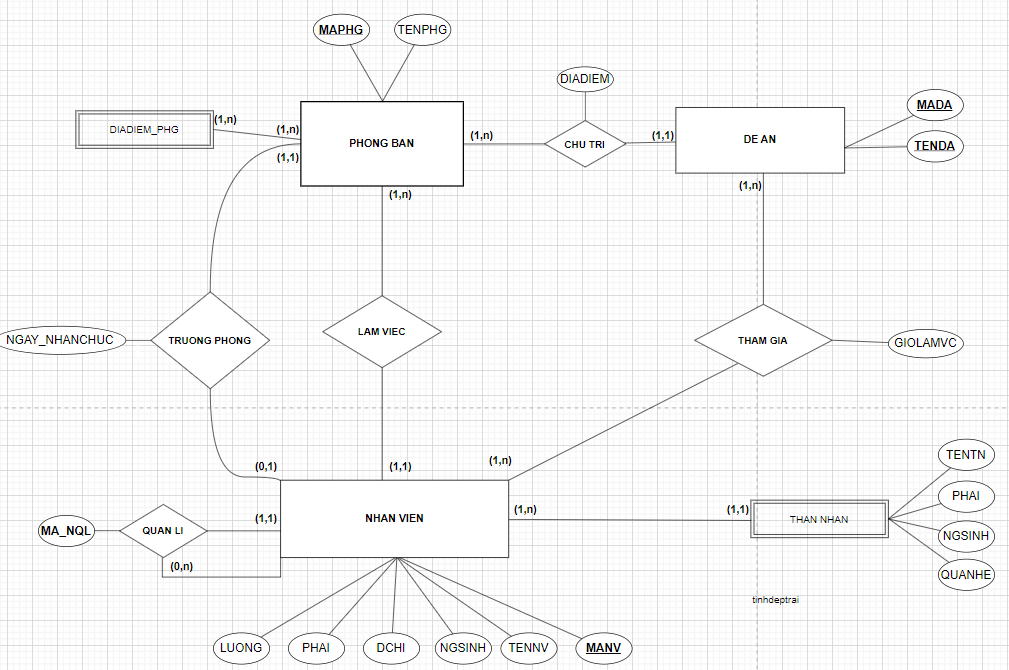 MAPHG
TENPHG
DIADIEM
DIADIEM_PHG
(1,n)
(1,n)
(1,1)
PHONG BAN
(1,n)
CHU TRI
(1,1)
DE AN
MADA
TENDA
(1,n)
(1,n)
NGAY_NHANCHUC
TRUONG PHONG
LAM VIEC
THAM GIA
GIOLAMVC
(0,1)
(1,1)
(1,n)
TENTN
PHAI
NGSINH
QUANHE
MA_NQL
QUAN LI
(1,1)
(0,n)
NHAN VIEN
(1,n)
(1,1)
THAN NHAN
tinhdeptrai
LUONG
PHAI
DCHI
NGSINH
TENNV
MANV